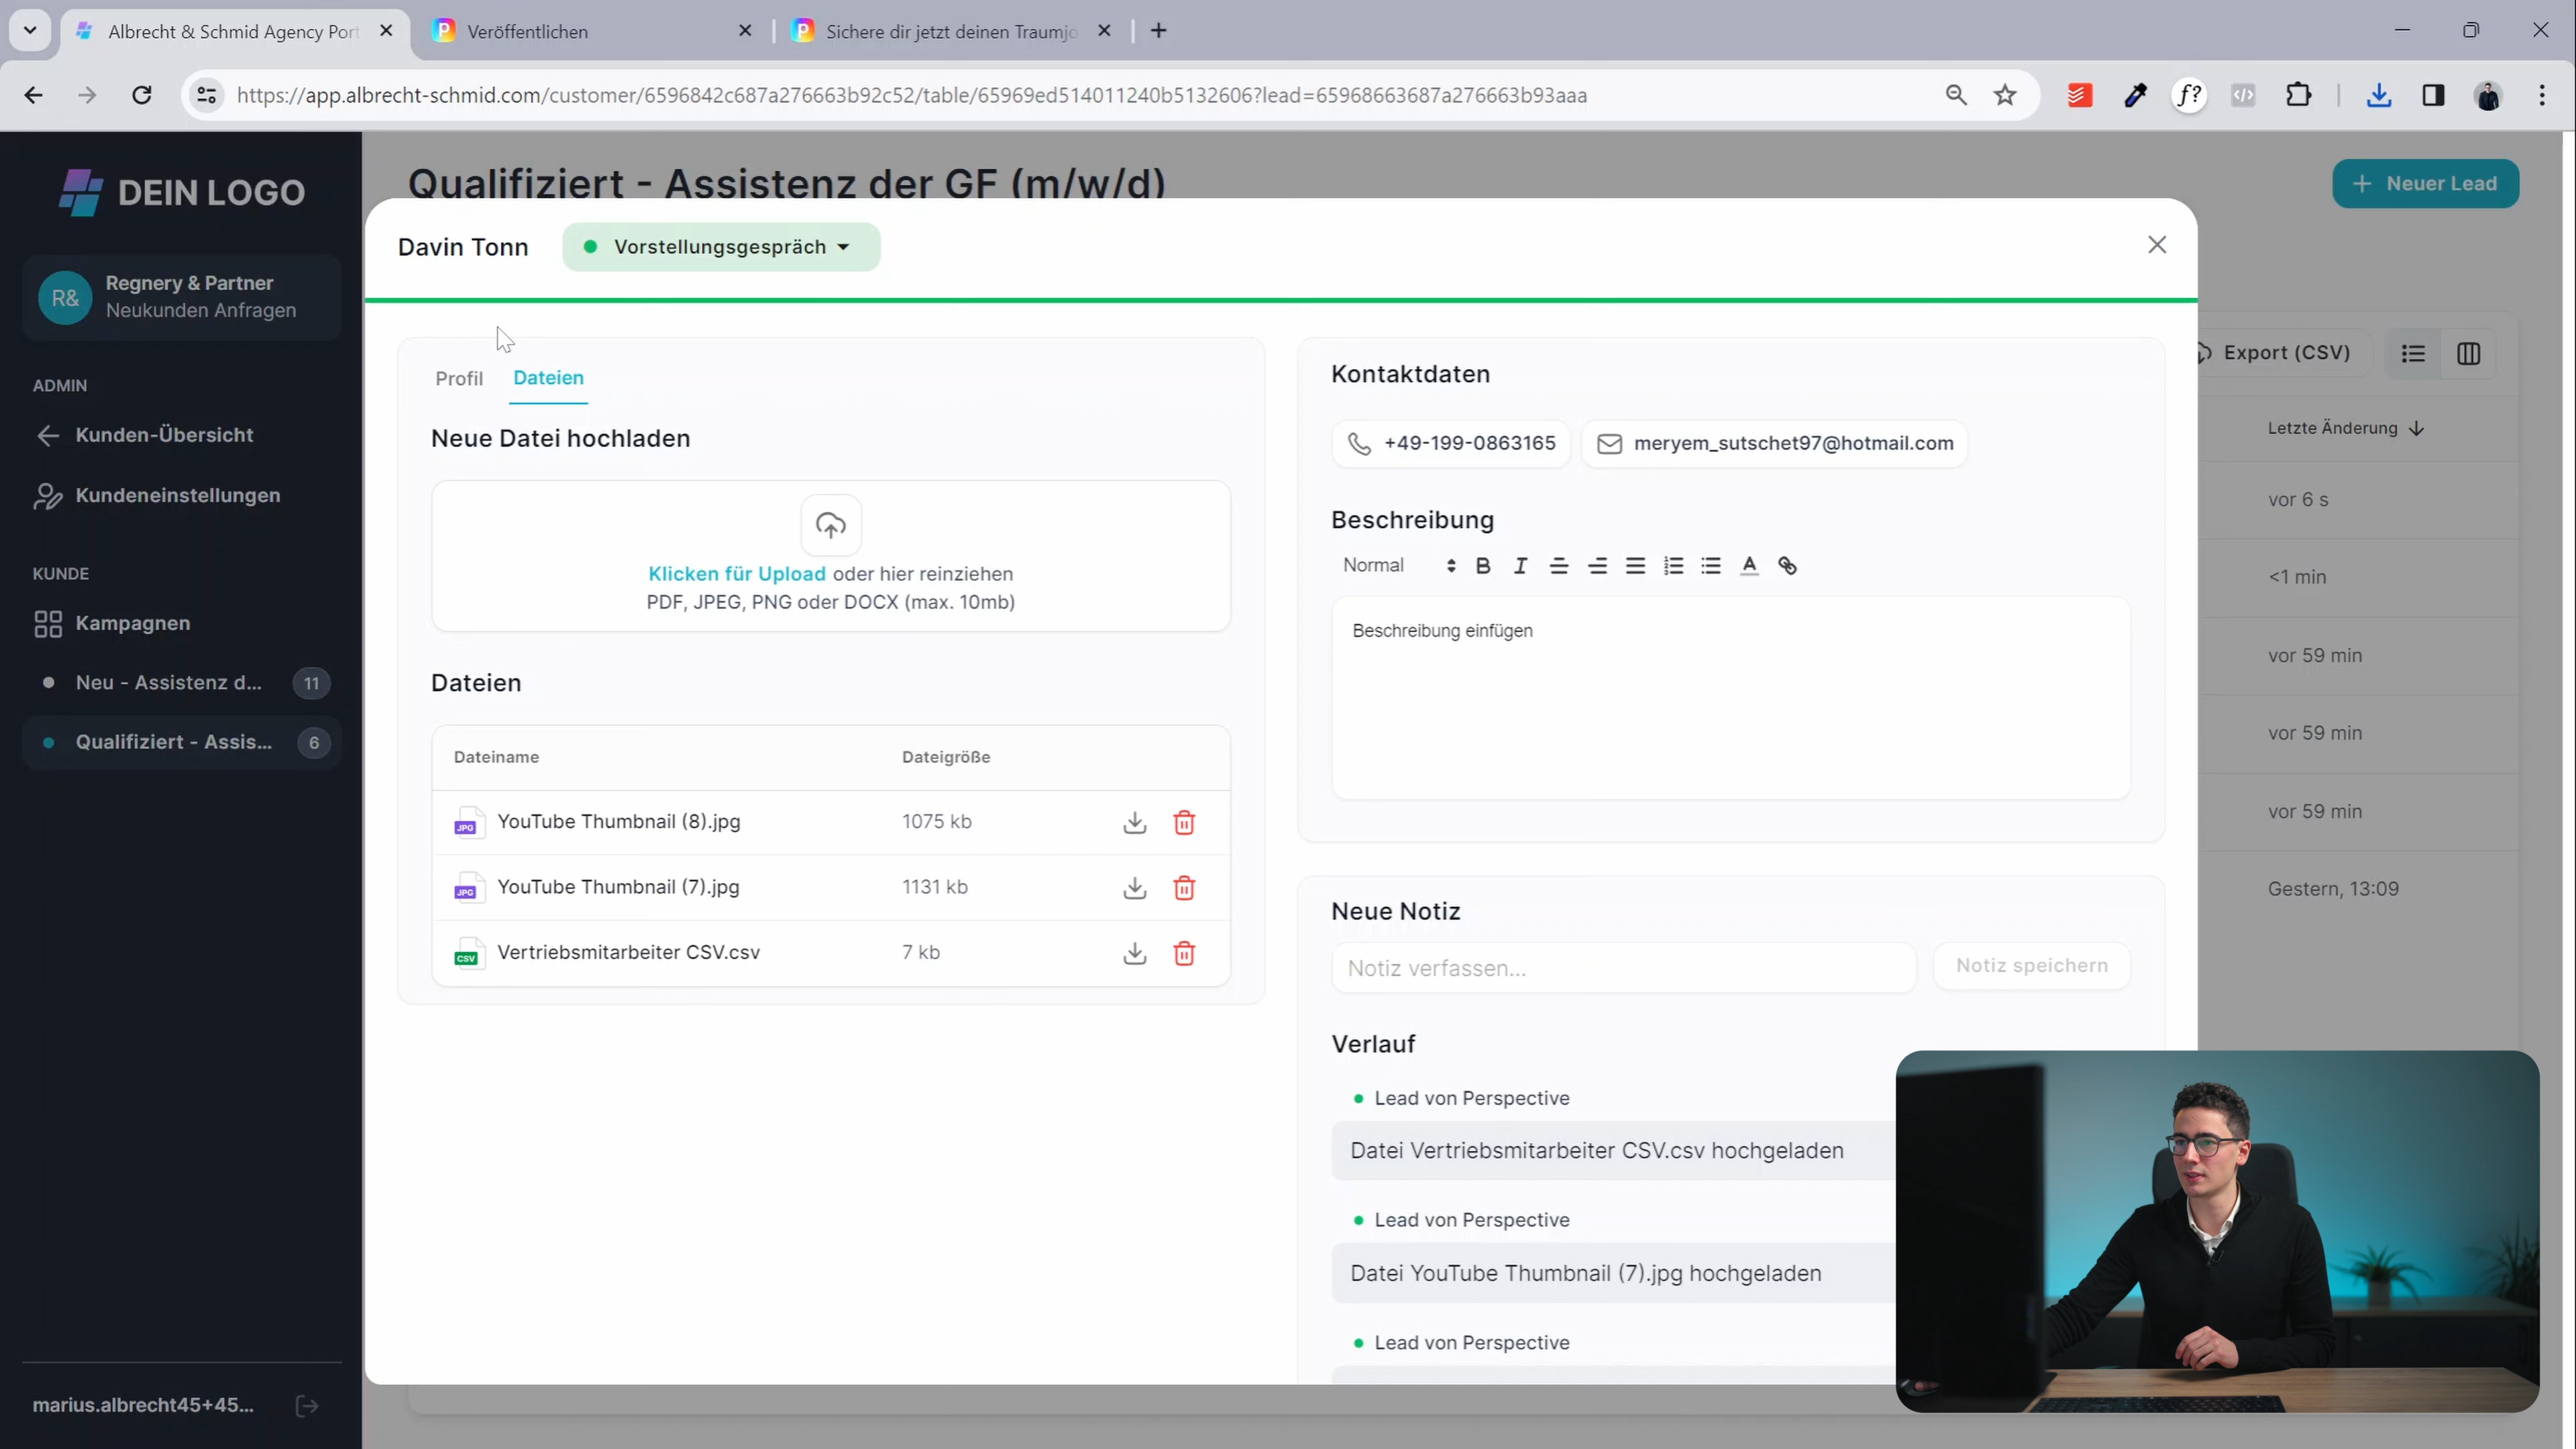 Albrecht & Schmid Agency Port
Veröffentlichen
Sichere dir jetzt deinen Traumjo
https://app.albrecht-schmid.com/customer/6596842c687a276663b92c52/table/65969ed514011240b5132606?lead=65968663687a276663b93aaa
DEIN LOGO
R&
Regnery & Partner
Neukunden Anfragen
ADMIN
Kunden-Übersicht
Kundeneinstellungen
KUNDE
Kampagnen
Neu - Assistenz d... 11
Qualifiziert - Assis... 6
marius.albrecht45+45...
Qualifiziert - Assistenz der GF (m/w/d)
+ Neuer Lead
Davin Tonn
Vorstellungsgespräch
Profil Dateien
Neue Datei hochladen
Klicken für Upload oder hier reinziehen
PDF, JPEG, PNG oder DOCX (max. 10mb)
Dateien
Dateiname Dateigröße
JPG YouTube Thumbnail (8).jpg 1075 kb
JPG YouTube Thumbnail (7).jpg 1131 kb
CSV Vertriebsmitarbeiter CSV.csv 7 kb
Kontaktdaten
+49-199-0863165 meryem_sutschet97@hotmail.com
Beschreibung
Normal
Beschreibung einfügen
Neue Notiz
Notiz verfassen... Notiz speichern
Verlauf
Lead von Perspective
Datei Vertriebsmitarbeiter CSV.csv hochgeladen
Lead von Perspective
Datei YouTube Thumbnail (7).jpg hochgeladen
Lead von Perspective
Export (CSV)
Letzte Änderung
vor 6 s
<1 min
vor 59 min
vor 59 min
vor 59 min
Gestern, 13:09